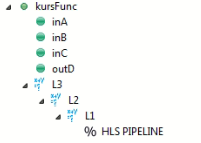 kursFunc
inA
inB
inC
outD
L3
L2
L1
% HLS PIPELINE